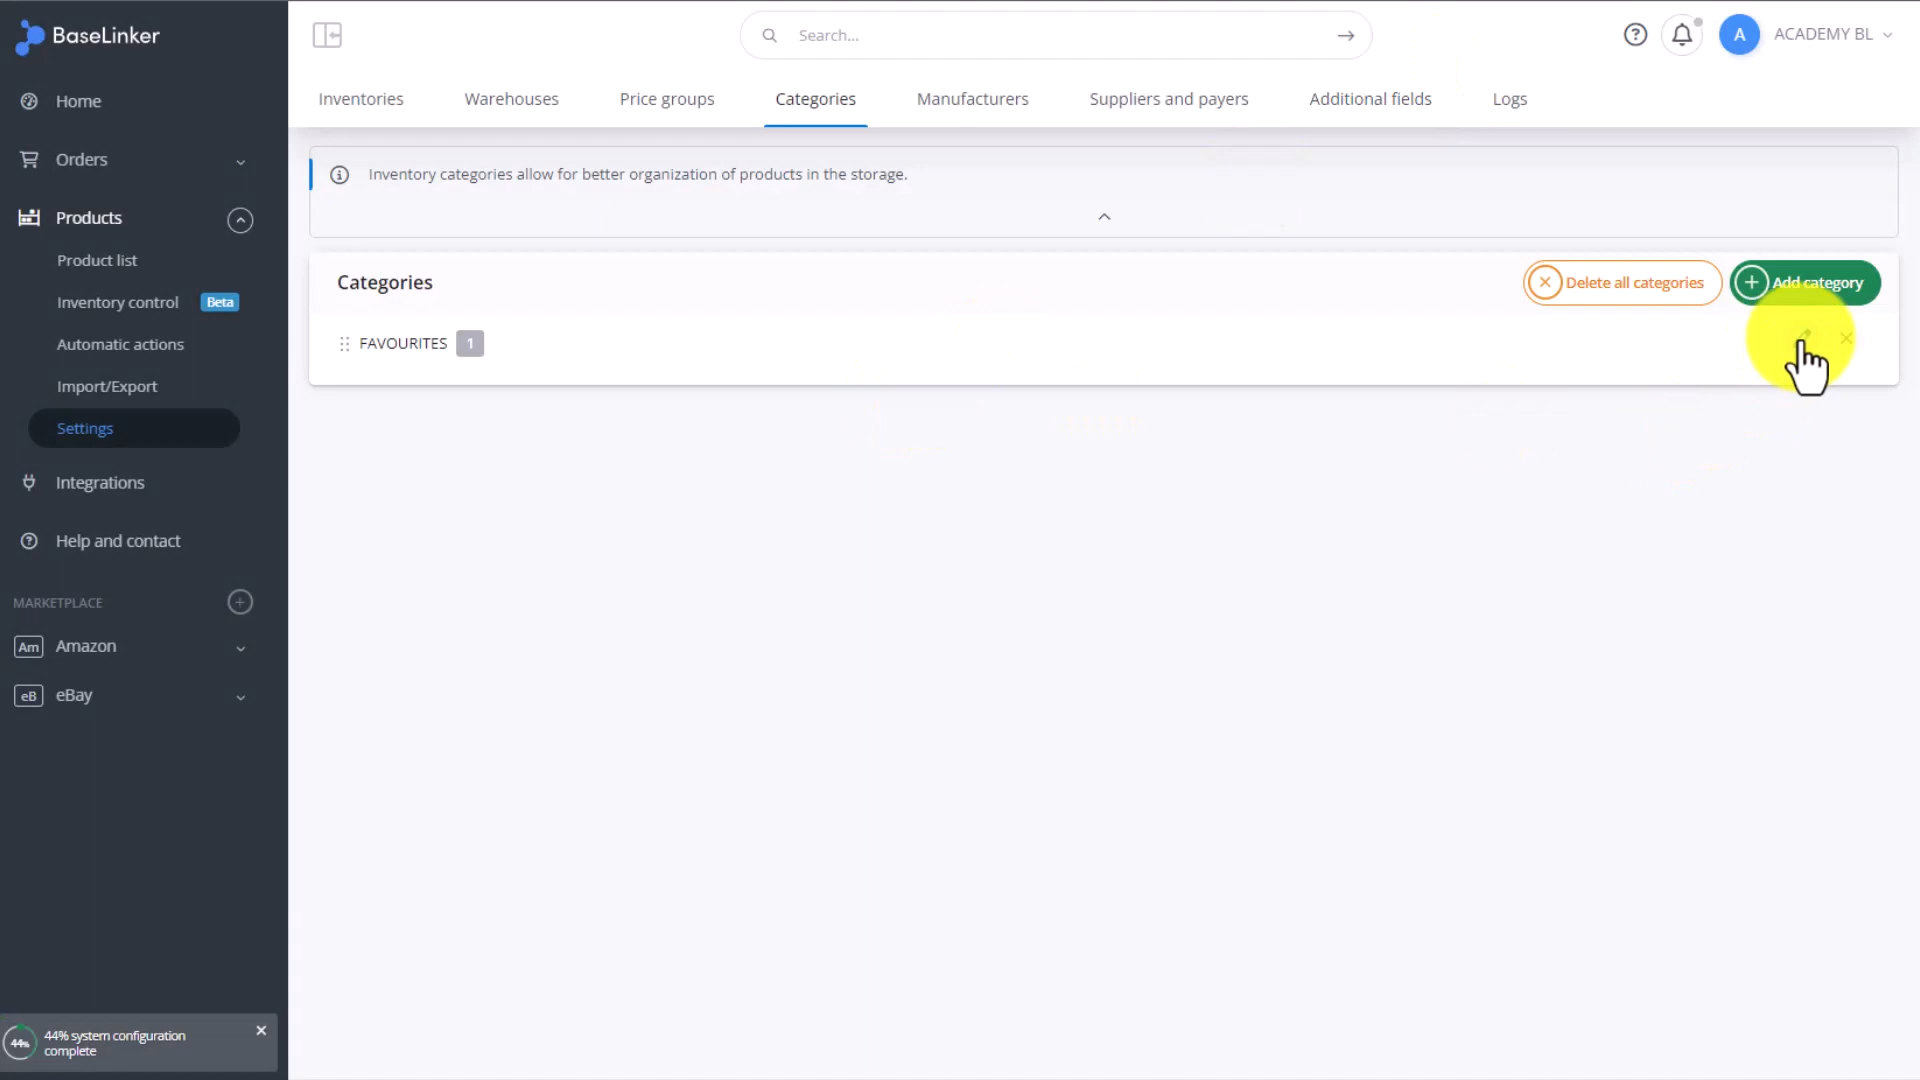 BaseLinker
Search...
A
ACADEMY BL
Home
Orders
Products
Product list
Inventory control Beta
Automatic actions
Import/Export
Settings
Integrations
Help and contact
MARKETPLACE
Am Amazon
eB eBay
44%
44% system configuration
complete
Inventories Warehouses Price groups Categories Manufacturers Suppliers and payers Additional fields Logs
Inventory categories allow for better organization of products in the storage.
Categories
Delete all categories
Add category
FAVOURITES 1